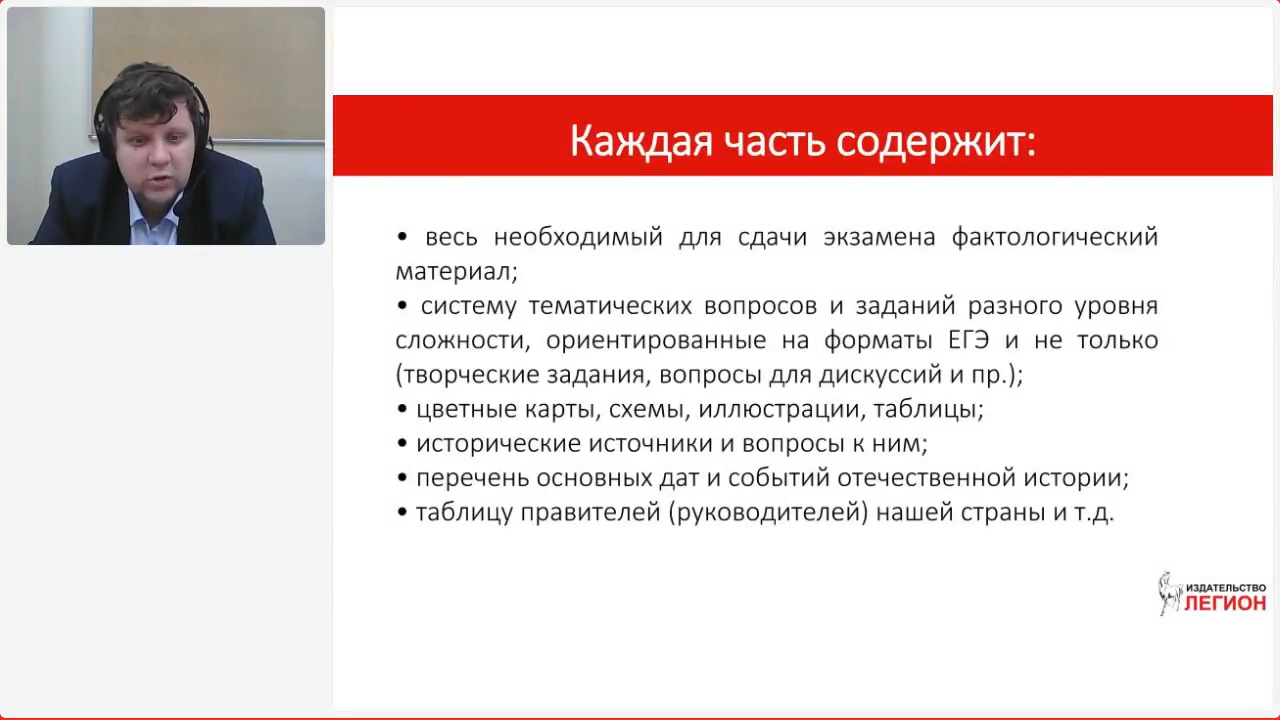 Каждая часть содержит:
• весь необходимый для сдачи экзамена фактологический
материал;
• систему тематических вопросов и заданий разного уровня
сложности, ориентированные на форматы ЕГЭ и не только
(творческие задания, вопросы для дискуссий и пр.);
• цветные карты, схемы, иллюстрации, таблицы;
• исторические источники и вопросы к ним;
• перечень основных дат и событий отечественной истории;
• таблицу правителей (руководителей) нашей страны и т.д.
ИЗДАТЕЛЬСТВО
ЛЕГИОН